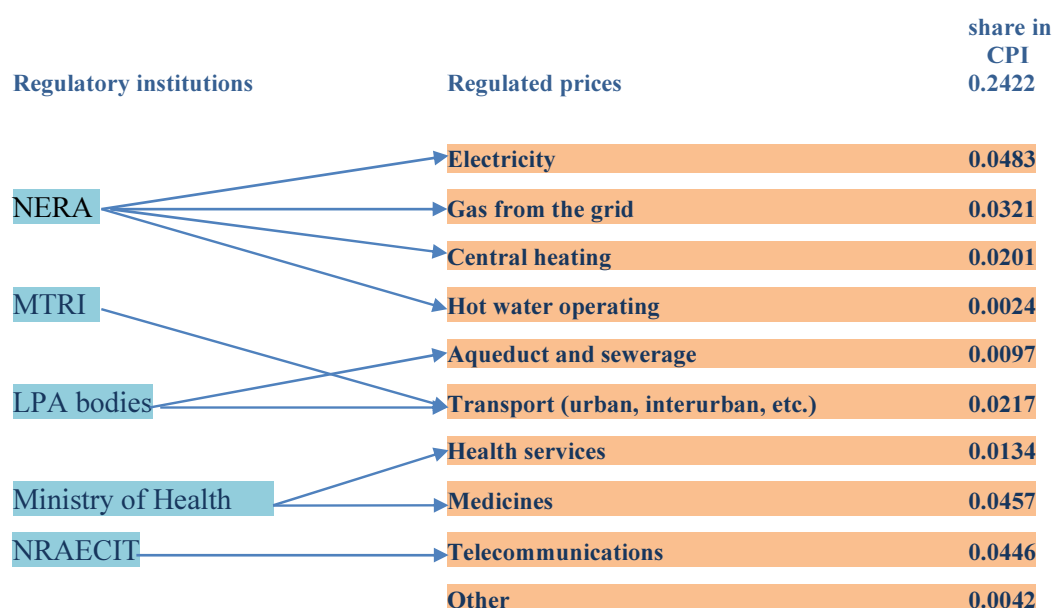 share in
CPI
Regulatory institutions Regulated prices 0.2422
Electricity 0.0483
NERA Gas from the grid 0.0321
Central heating 0.0201
MTRI Hot water operating 0.0024
Aqueduct and sewerage 0.0097
LPA bodies Transport (urban, interurban, etc.) 0.0217
Health services 0.0134
Ministry of Health Medicines 0.0457
NRAECIT Telecommunications 0.0446
Other 0.0042